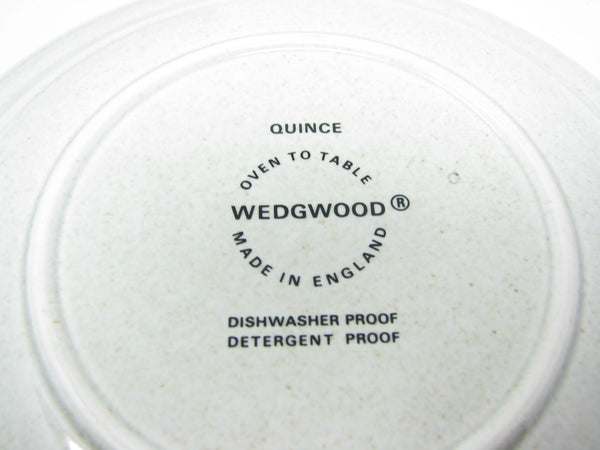 QUINCE
OVEN TO TABLE
WEDGWOOD®
MADE IN ENGLAND
DISHWASHER PROOF
DETERGENT PROOF